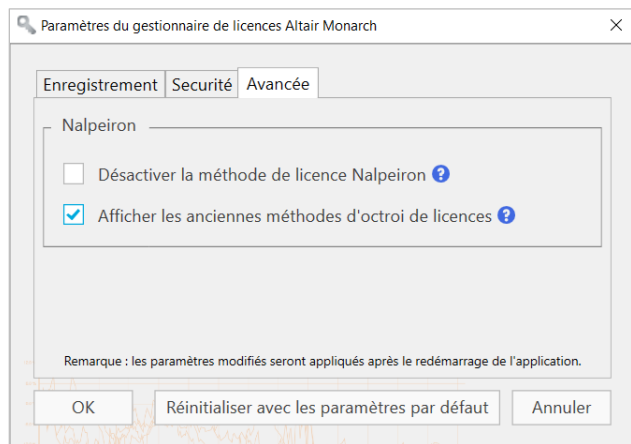 Paramètres du gestionnaire de licences Altair Monarch
Enregistrement Securité Avancée
Nalpeiron
Désactiver la méthode de licence Nalpeiron ?
Afficher les anciennes méthodes d'octroi de licences ?
Remarque : les paramètres modifiés seront appliqués après le redémarrage de l'application.
OK Réinitialiser avec les paramètres par défaut Annuler